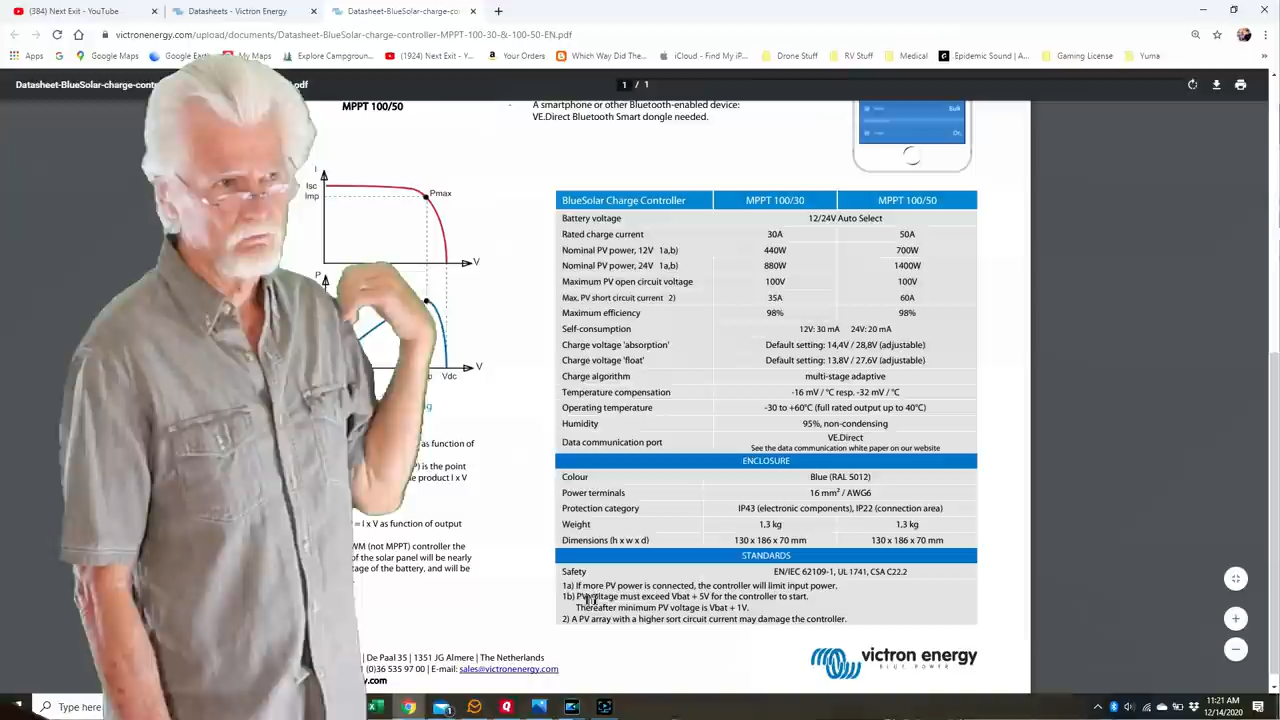 (384) Next Exit - YouTube
Datasheets - Victron Energy
Datasheet-BlueSolar-charge-co
victronenergy.com/upload/documents/Datasheet-BlueSolar-charge-controller-MPPT-100-30-&-100-50-EN.pdf
Apps
Google Maps
Google Earth
My Maps
Explore Campgroun...
(1924) Next Exit - Y...
Your Orders
Which Way Did The...
iCloud - Find My iP...
Drone Stuff
RV Stuff
Medical
Epidemic Sound | A...
Gaming License
Yuma
Datasheet-BlueSolar-charge-co
.pdf
1 / 1
MPPT 100/50
A smartphone or other Bluetooth-enabled device:
VE.Direct Bluetooth Smart dongle needed.
Bulk
On
I
Isc
Imp
Pmax
V
P
V
Vdc
BlueSolar Charge Controller MPPT 100/30 MPPT 100/50
Battery voltage 12/24V Auto Select
Rated charge current 30A 50A
Nominal PV power, 12V 1a,b) 440W 700W
Nominal PV power, 24V 1a,b) 880W 1400W
Maximum PV open circuit voltage 100V 100V
Max. PV short circuit current 2) 35A 60A
Maximum efficiency 98% 98%
Self-consumption 12V: 30 mA 24V: 20 mA
Charge voltage 'absorption' Default setting: 14,4V / 28,8V (adjustable)
Charge voltage 'float' Default setting: 13,8V / 27,6V (adjustable)
Charge algorithm multi-stage adaptive
Temperature compensation -16 mV / °C resp. -32 mV / °C
Operating temperature -30 to +60°C (full rated output up to 40°C)
Humidity 95%, non-condensing
Data communication port VE.Direct
See the data communication white paper on our website
ENCLOSURE
Colour Blue (RAL 5012)
Power terminals 16 mm² / AWG6
Protection category IP43 (electronic components), IP22 (connection area)
Weight 1,3 kg 1,3 kg
Dimensions (h x w x d) 130 x 186 x 70 mm 130 x 186 x 70 mm
STANDARDS
Safety EN/IEC 62109-1, UL 1741, CSA C22.2
1a) If more PV power is connected, the controller will limit input power.
1b) PV voltage must exceed Vbat + 5V for the controller to start.
Thereafter minimum PV voltage is Vbat + 1V.
2) A PV array with a higher sort circuit current may damage the controller.
as function of
P) is the point
product I x V
= I x V as function of output
WM (not MPPT) controller the
of the solar panel will be nearly
tage of the battery, and will be
De Paal 35 | 1351 JG Almere | The Netherlands
(0)36 535 97 00 | E-mail: sales@victronenergy.com
y.com
victron energy
BLUE POWER
Type here
11:21 AM
12/14/2020